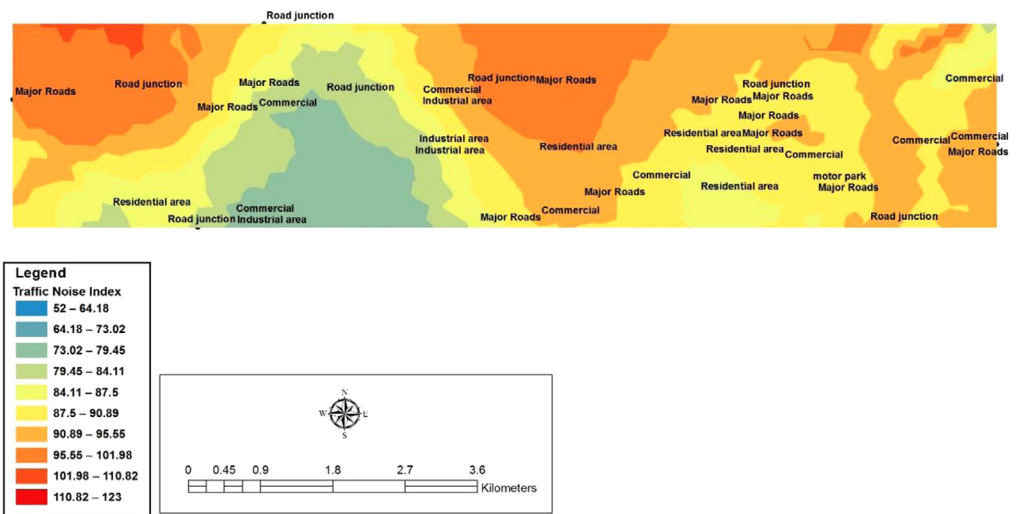 Road junction
Major Roads
Road junction
Major Roads
Road junction
Major Roads
Commercial
Commercial
Industrial area
Road junction
Major Roads
Road junction
Major Roads
Major Roads
Commercial
Major Roads
Industrial area
Industrial area
Residential area
Residential area
Major Roads
Residential area
Commercial
Commercial
Commercial
Major Roads
Commercial
Residential area
motor park
Major Roads
Major Roads
Residential area
Commercial
Road junction
Industrial area
Major Roads
Commercial
Road junction
Legend
Traffic Noise Index
52 – 64.18
64.18 – 73.02
73.02 – 79.45
79.45 – 84.11
84.11 – 87.5
87.5 – 90.89
90.89 – 95.55
95.55 – 101.98
101.98 – 110.82
110.82 – 123
N
W
E
S
0 0.45 0.9 1.8 2.7 3.6
Kilometers